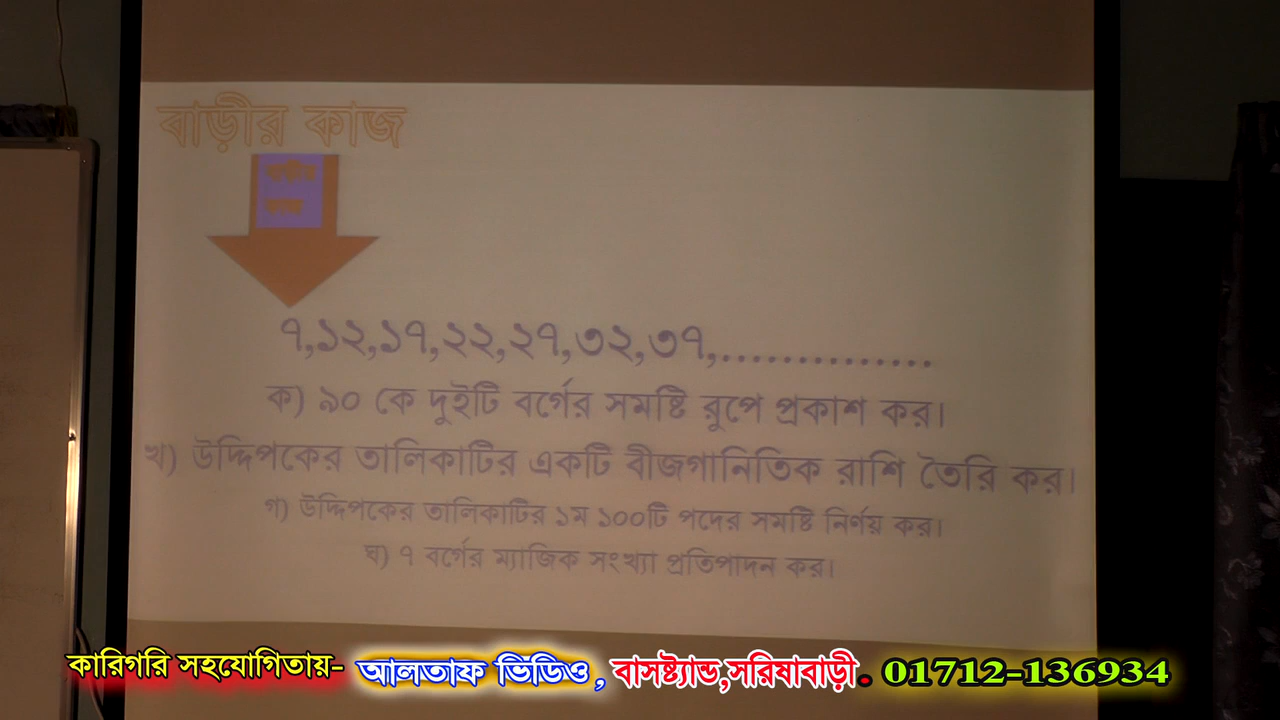 বাড়ীর কাজ
৭,১২,১৭,২২,২৭,৩২,৩৭,..............
ক) ৯০ কে দুইটি বর্গের সমষ্টি রুপে প্রকাশ কর।
খ) উদ্দিপকের তালিকাটির একটি বীজগানিতিক রাশি তৈরি কর।
গ) উদ্দিপকের তালিকাটির ১ম ১০০টি পদের সমষ্টি নির্ণয় কর।
ঘ) ৭ বর্গের ম্যাজিক সংখ্যা প্রতিপাদন কর।
কারিগরি সহযোগিতায়- আলতাফ ভিডিও, বাসষ্ট্যান্ড,সরিষাবাড়ী. 01712-136934